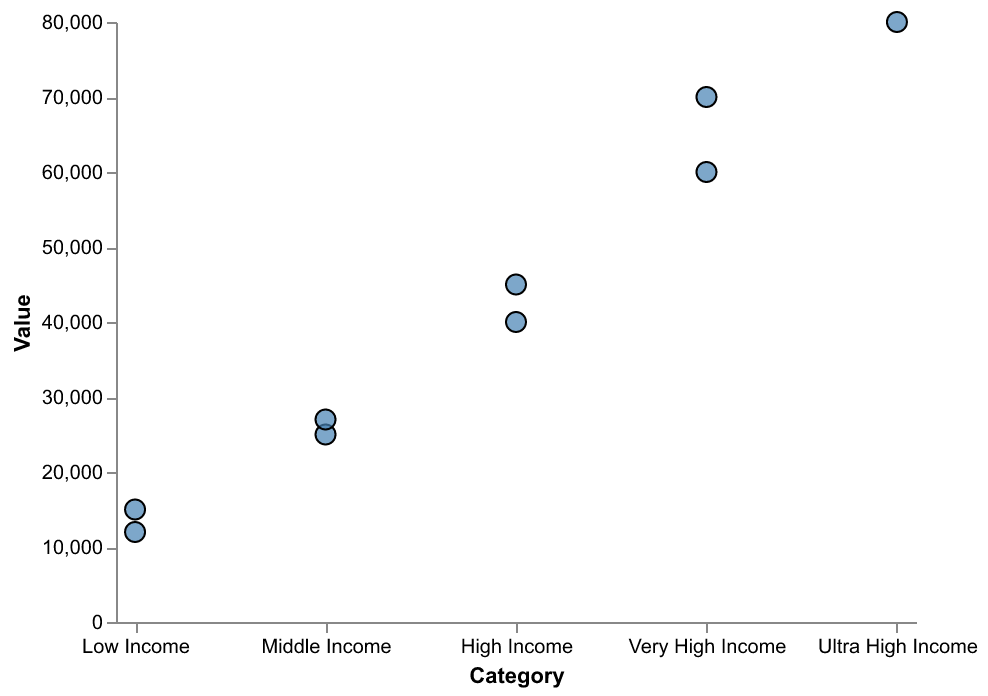 80,000
70,000
60,000
50,000
40,000
30,000
20,000
10,000
0
Value
Low Income
Middle Income
High Income
Very High Income
Ultra High Income
Category